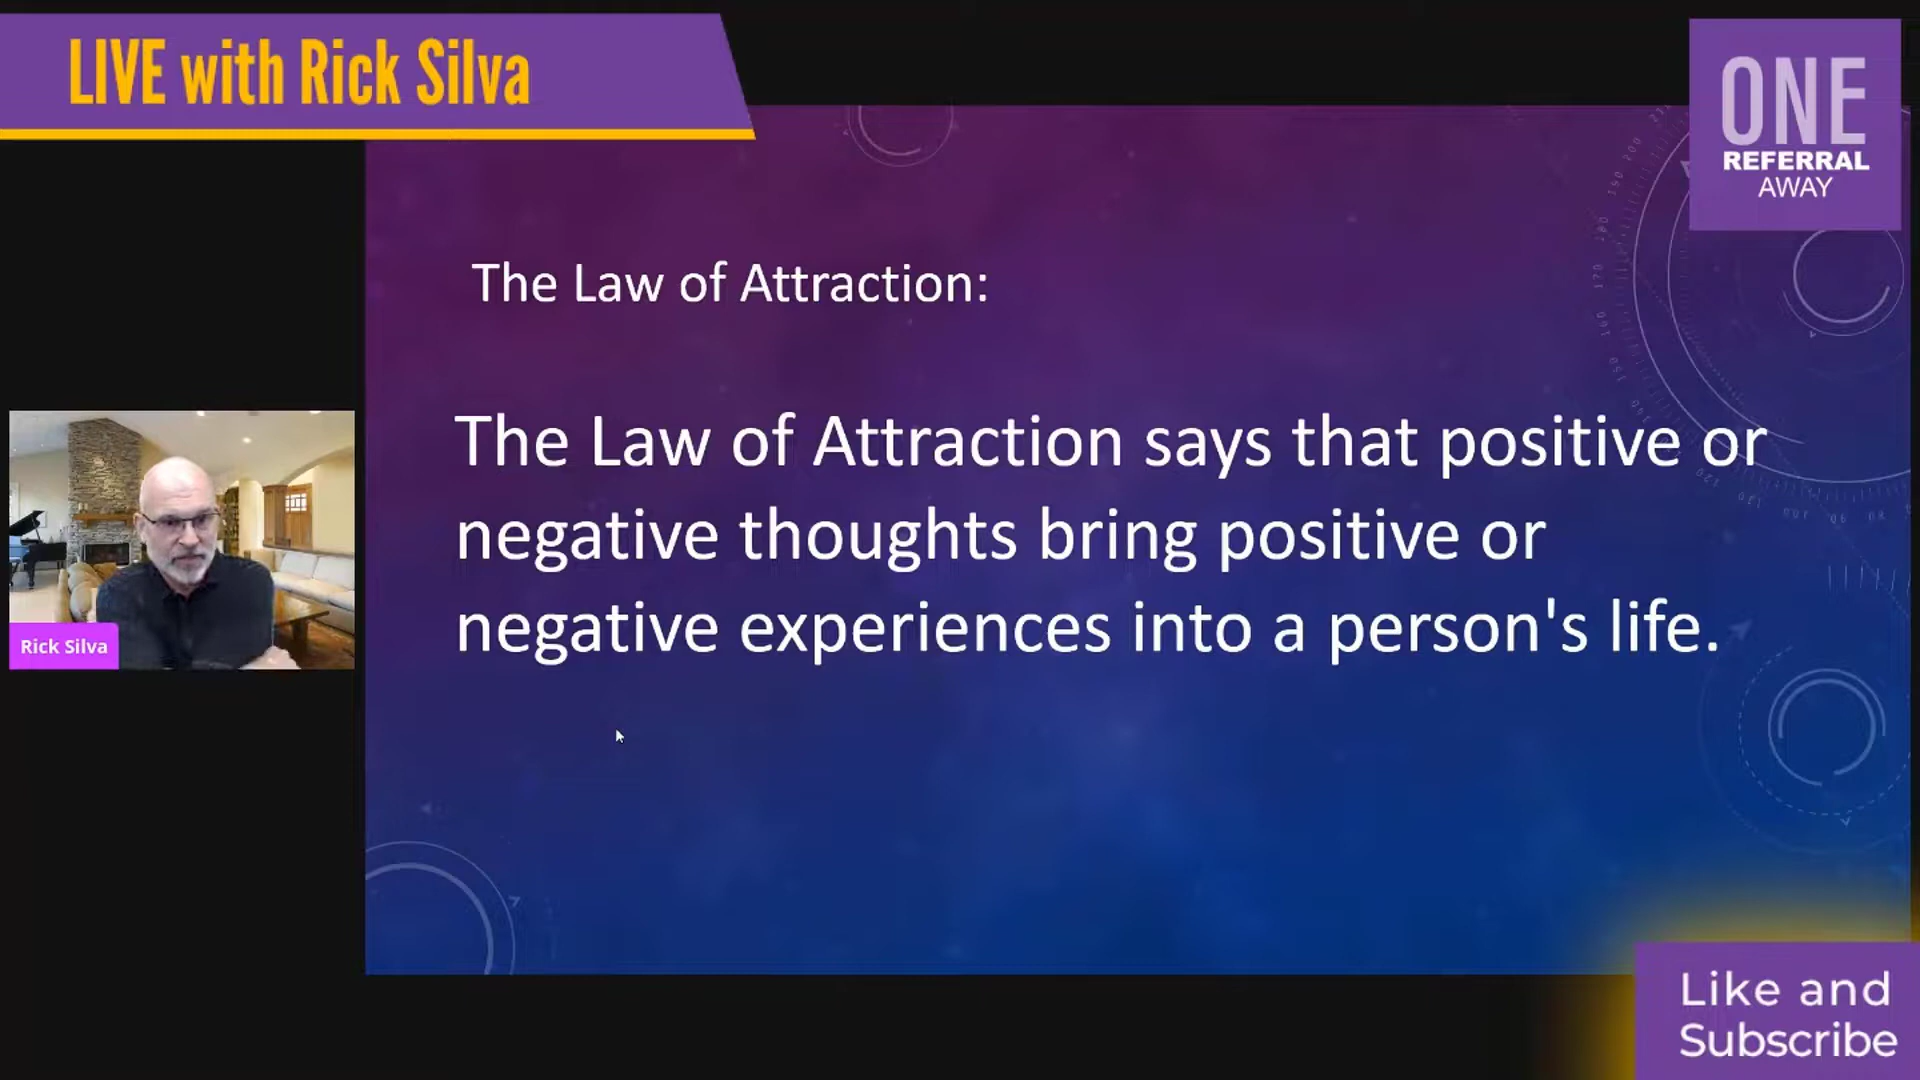 LIVE with Rick Silva
ONE
REFERRAL
AWAY
The Law of Attraction:
The Law of Attraction says that positive or
negative thoughts bring positive or
negative experiences into a person's life.
Rick Silva
Like and
Subscribe